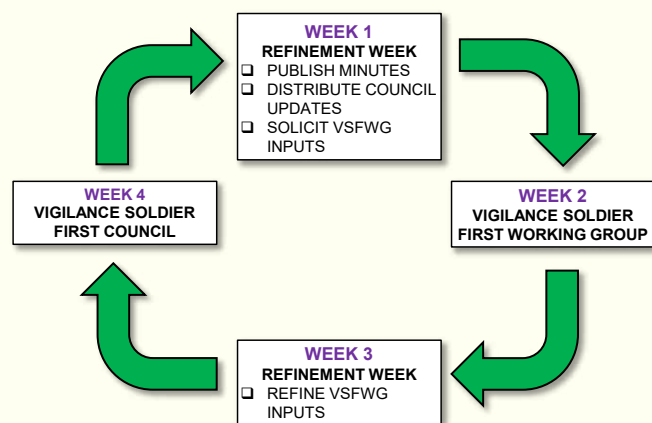 WEEK 1
REFINEMENT WEEK
❑ PUBLISH MINUTES
❑ DISTRIBUTE COUNCIL
UPDATES
❑ SOLICIT VSFWG
INPUTS
WEEK 2
VIGILANCE SOLDIER
FIRST WORKING GROUP
WEEK 3
REFINEMENT WEEK
❑ REFINE VSFWG
INPUTS
WEEK 4
VIGILANCE SOLDIER
FIRST COUNCIL